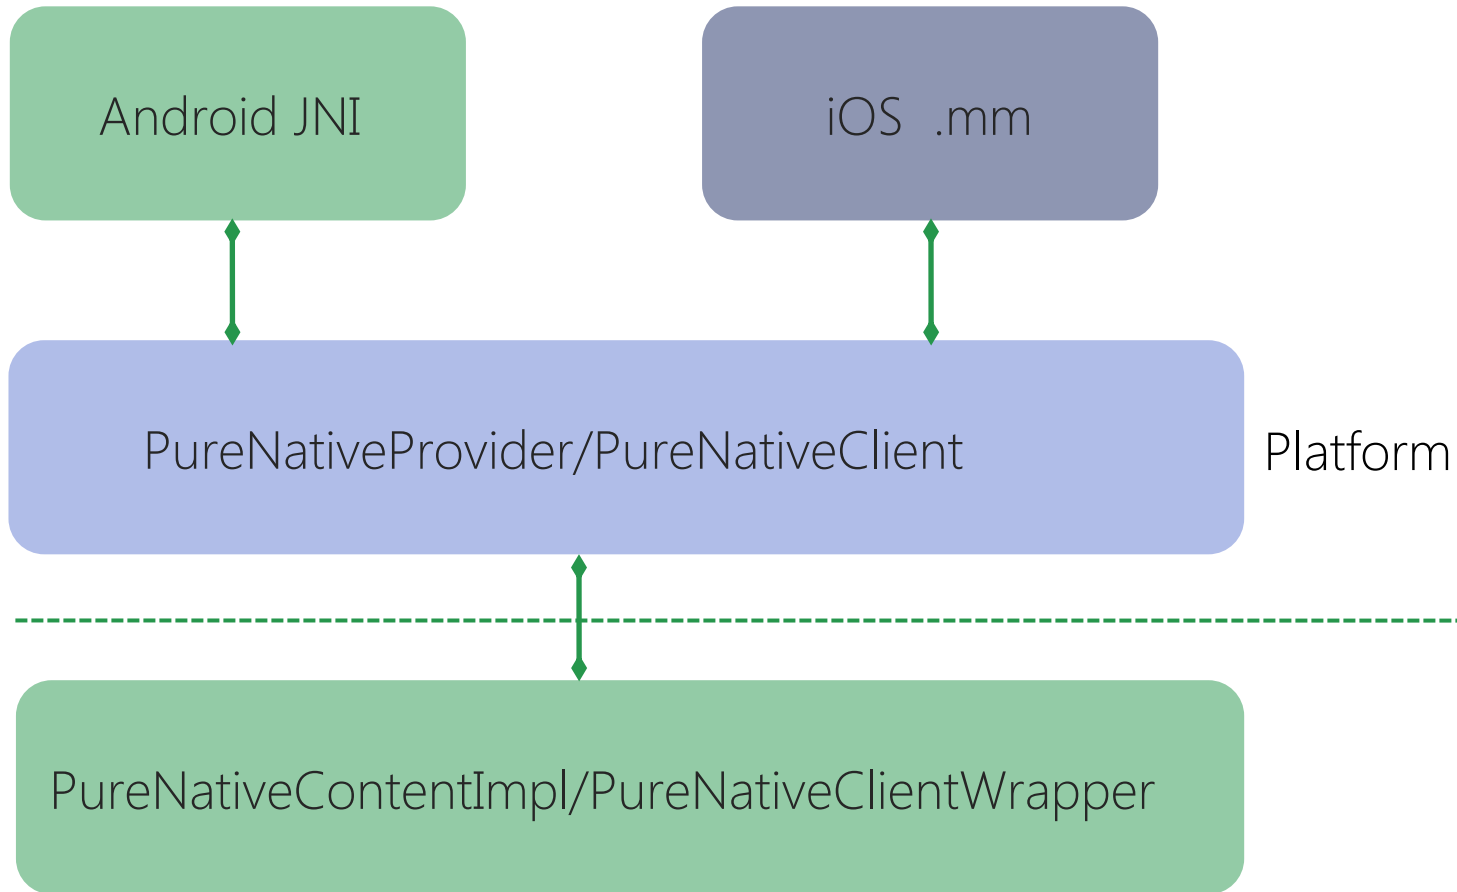 Android JNI
iOS .mm
PureNativeProvider/PureNativeClient
Platform
PureNativeContentImpl/PureNativeClientWrapper